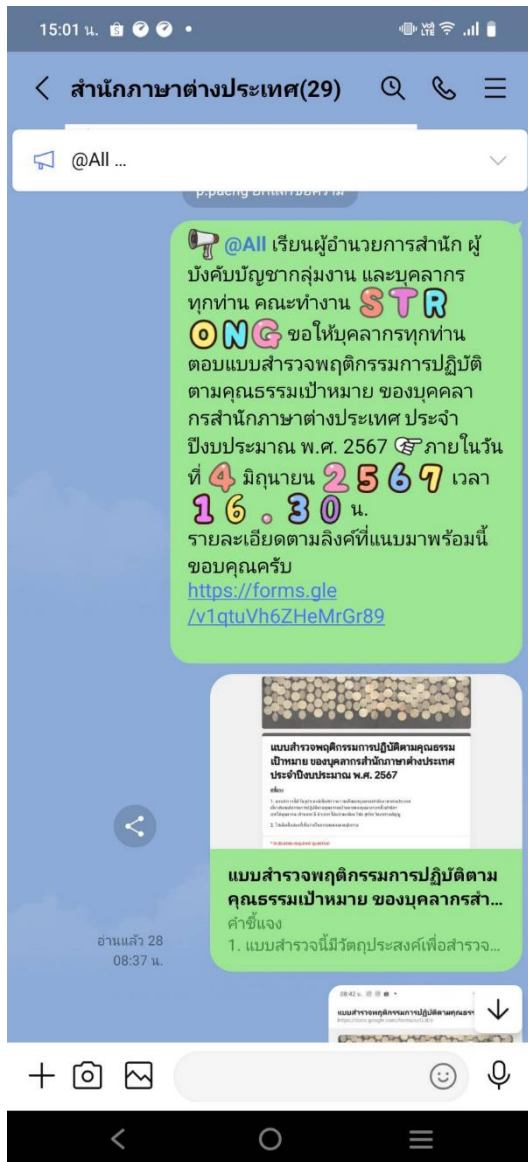 15:01 น.
สำนักภาษาต่างประเทศ(29)
@All ...
@All เรียนผู้อำนวยการสำนัก ผู้
บังคับบัญชากลุ่มงาน และบุคลากร
ทุกท่าน คณะทำงาน STR
ONG ขอให้บุคลากรทุกท่าน
ตอบแบบสำรวจพฤติกรรมการปฏิบัติ
ตามคุณธรรมเป้าหมาย ของบุคคลา
กรสำนักภาษาต่างประเทศ ประจำ
ปีงบประมาณ พ.ศ. 2567 ภายในวัน
ที่ 4 มิถุนายน 2567 เวลา
16.30 น.
รายละเอียดตามลิงค์ที่แนบมาพร้อมนี้
ขอบคุณครับ
https://forms.gle
/v1qtuVh6ZHeMrGr89
แบบสำรวจพฤติกรรมการปฏิบัติตามคุณธรรม
เป้าหมาย ของบุคลากรสำนักภาษาต่างประเทศ
ประจำปีงบประมาณ พ.ศ. 2567
แบบสำรวจพฤติกรรมการปฏิบัติตาม
คุณธรรมเป้าหมาย ของบุคลากรสำ...
คำชี้แจง
1. แบบสำรวจนี้มีวัตถุประสงค์เพื่อสำรวจ...
อ่านแล้ว 28
08:37 น.
08:42 น.